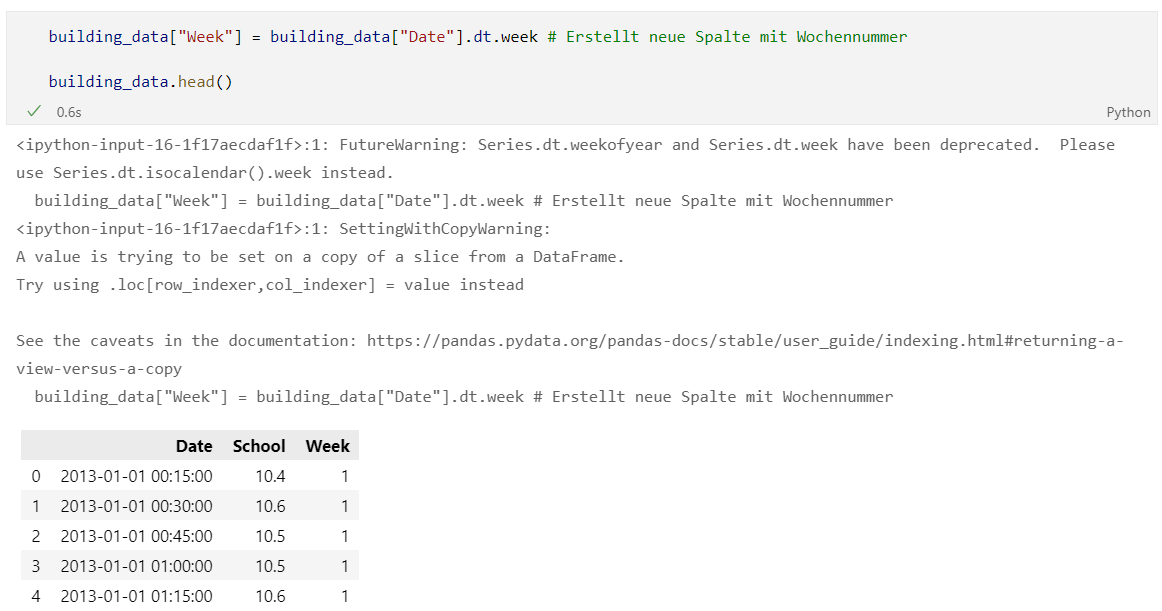 building_data["Week"] = building_data["Date"].dt.week # Erstellt neue Spalte mit Wochennummer
building_data.head()
0.6s
Python
<ipython-input-16-1f17aecdaf1f>:1: FutureWarning: Series.dt.weekofyear and Series.dt.week have been deprecated.  Please
use Series.dt.isocalendar().week instead.
  building_data["Week"] = building_data["Date"].dt.week # Erstellt neue Spalte mit Wochennummer
<ipython-input-16-1f17aecdaf1f>:1: SettingWithCopyWarning:
A value is trying to be set on a copy of a slice from a DataFrame.
Try using .loc[row_indexer,col_indexer] = value instead
See the caveats in the documentation: https://pandas.pydata.org/pandas-docs/stable/user_guide/indexing.html#returning-a-
view-versus-a-copy
  building_data["Week"] = building_data["Date"].dt.week # Erstellt neue Spalte mit Wochennummer
Date School Week
0 2013-01-01 00:15:00 10.4 1
1 2013-01-01 00:30:00 10.6 1
2 2013-01-01 00:45:00 10.5 1
3 2013-01-01 01:00:00 10.5 1
4 2013-01-01 01:15:00 10.6 1